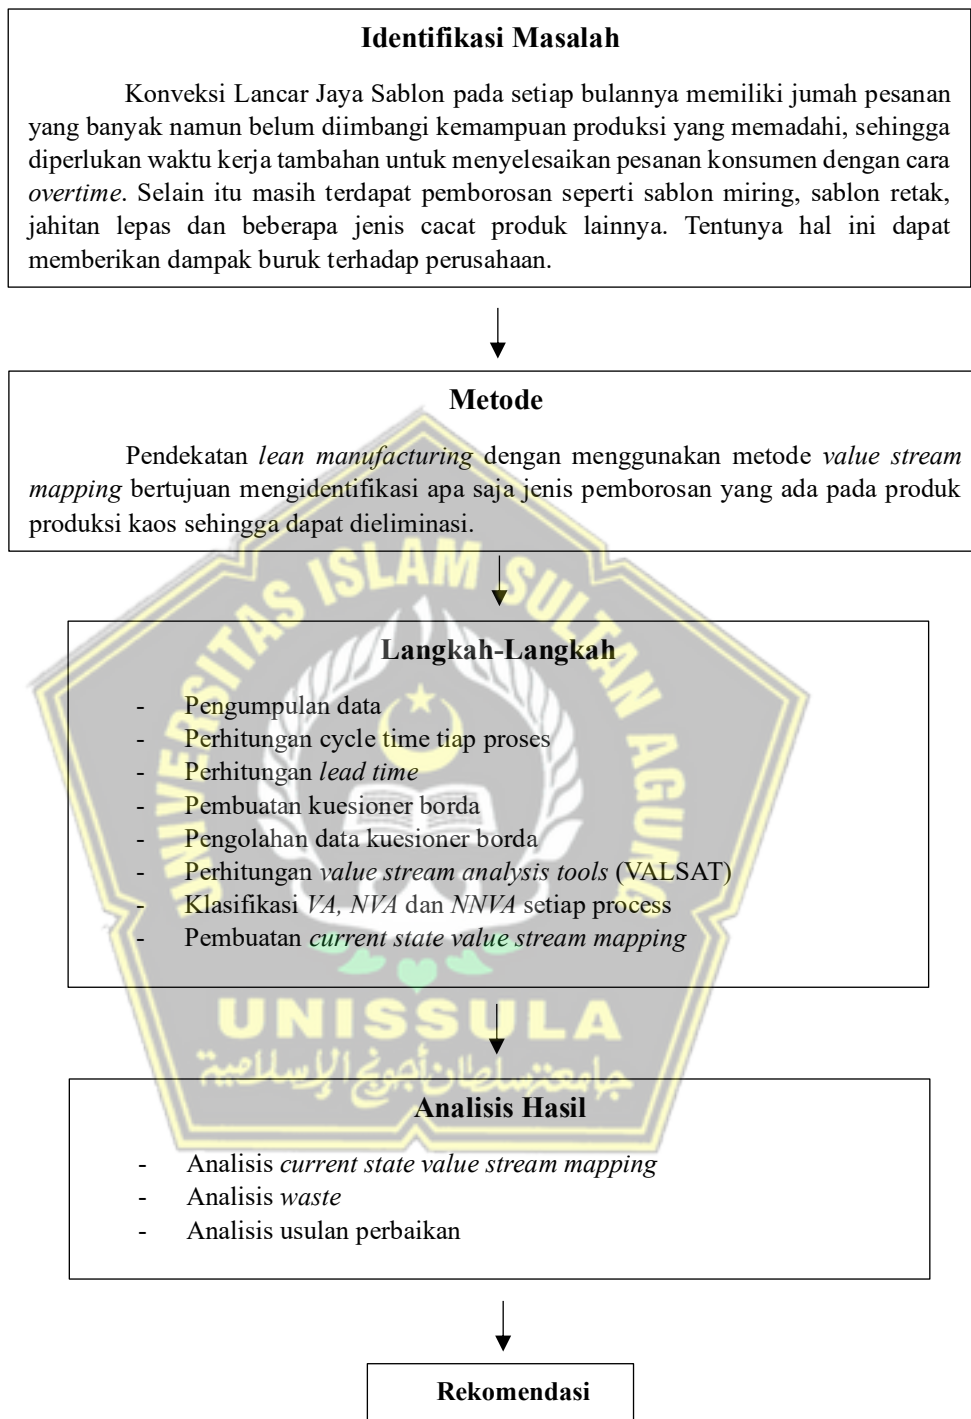 Identifikasi Masalah
Konveksi Lancar Jaya Sablon pada setiap bulannya memiliki jumah pesanan
yang banyak namun belum diimbangi kemampuan produksi yang memadahi, sehingga
diperlukan waktu kerja tambahan untuk menyelesaikan pesanan konsumen dengan cara
overtime. Selain itu masih terdapat pemborosan seperti sablon miring, sablon retak,
jahitan lepas dan beberapa jenis cacat produk lainnya. Tentunya hal ini dapat
memberikan dampak buruk terhadap perusahaan.
Metode
Pendekatan lean manufacturing dengan menggunakan metode value stream
mapping bertujuan mengidentifikasi apa saja jenis pemborosan yang ada pada produk
produksi kaos sehingga dapat dieliminasi.
UNIVERSITAS ISLAM SULTAN AGUNG
Langkah-Langkah
- Pengumpulan data
- Perhitungan cycle time tiap proses
- Perhitungan lead time
- Pembuatan kuesioner borda
- Pengolahan data kuesioner borda
- Perhitungan value stream analysis tools (VALSAT)
- Klasifikasi VA, NVA dan NNVA setiap process
- Pembuatan current state value stream mapping
UNISSULA
جامعتسلطان أجونج الإسلامية
Analisis Hasil
- Analisis current state value stream mapping
- Analisis waste
- Analisis usulan perbaikan
Rekomendasi